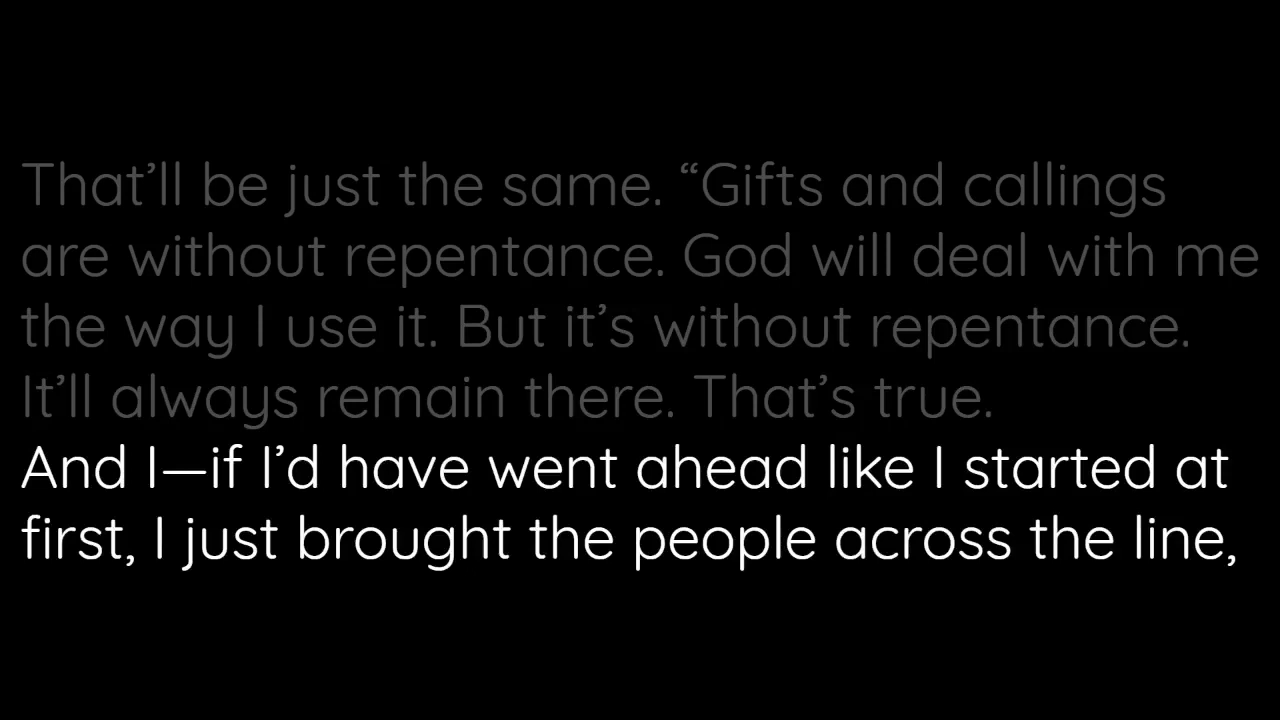 That’ll be just the same. “Gifts and callings
are without repentance. God will deal with me
the way I use it. But it’s without repentance.
It’ll always remain there. That’s true.
And I—if I’d have went ahead like I started at
first, I just brought the people across the line,